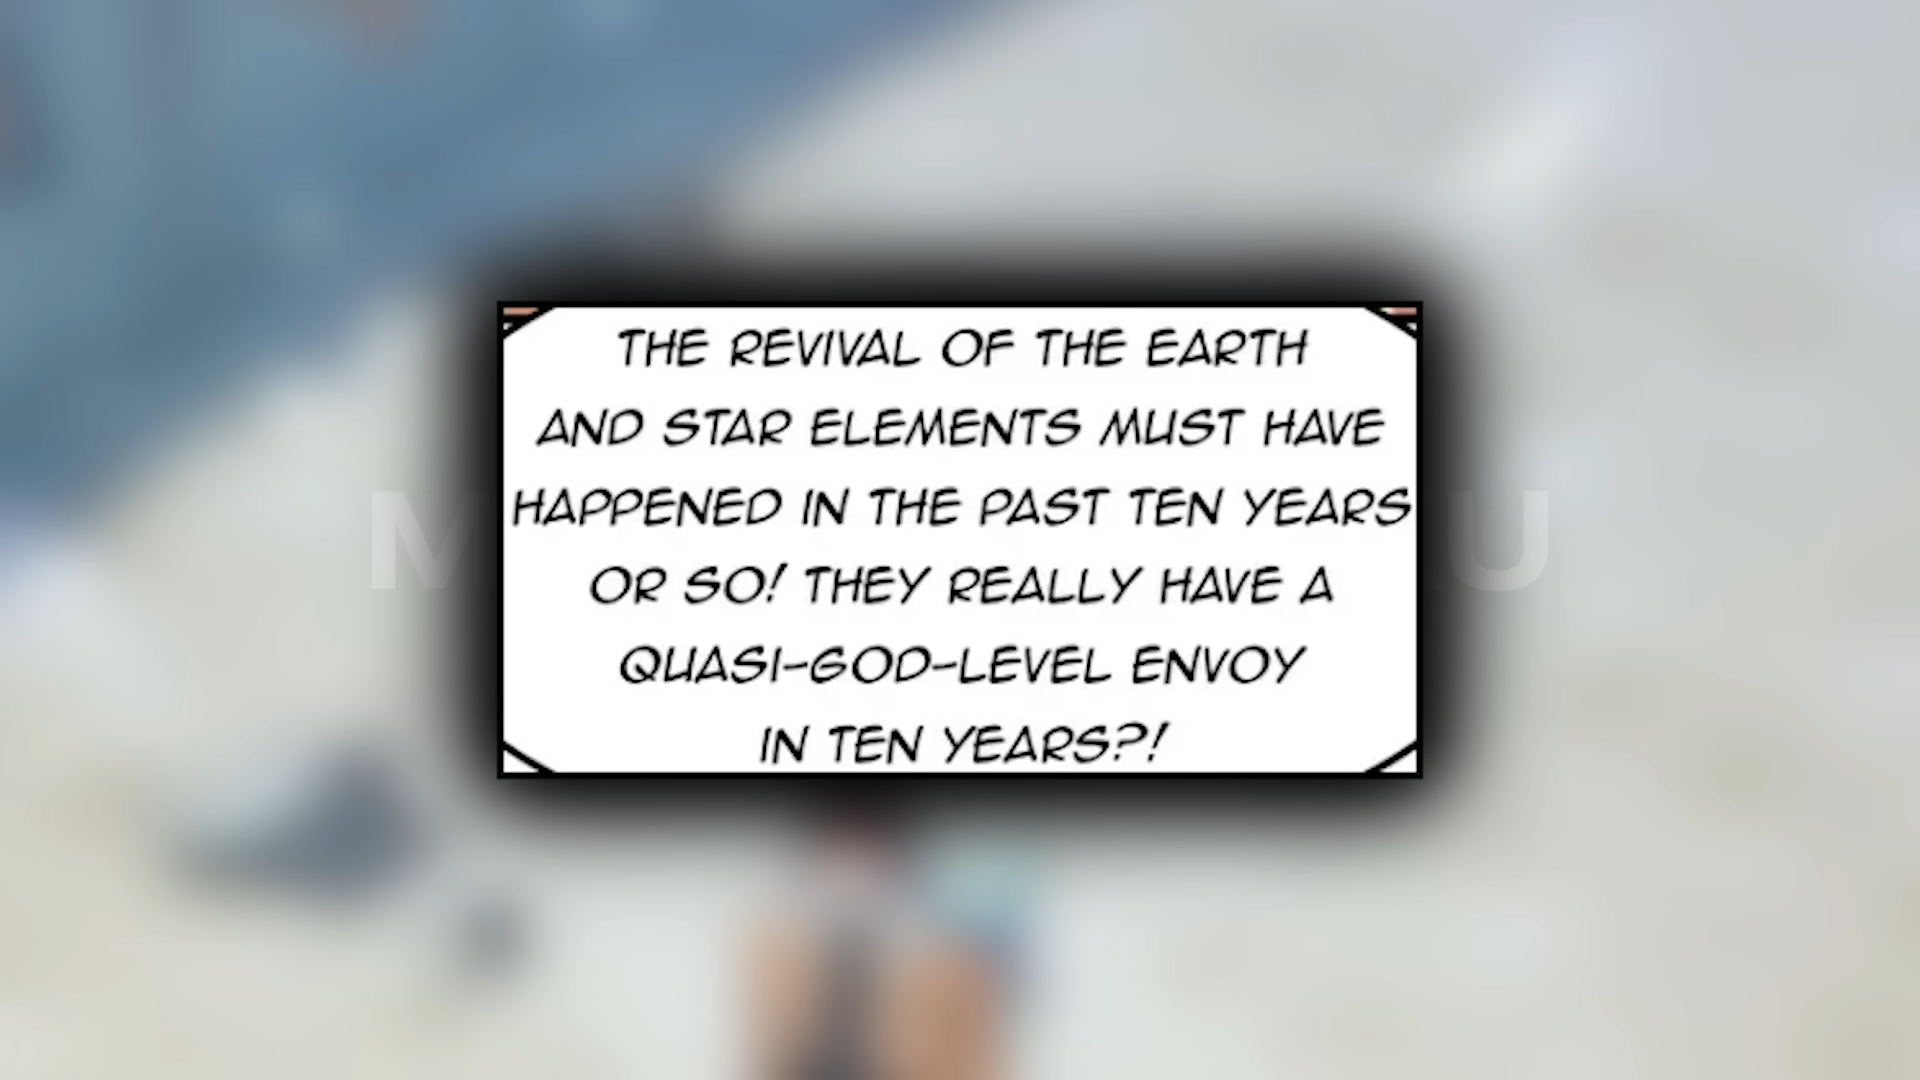 THE REVIVAL OF THE EARTH
AND STAR ELEMENTS MUST HAVE
HAPPENED IN THE PAST TEN YEARS
OR SO! THEY REALLY HAVE A
QUASI-GOD-LEVEL ENVOY
IN TEN YEARS?!